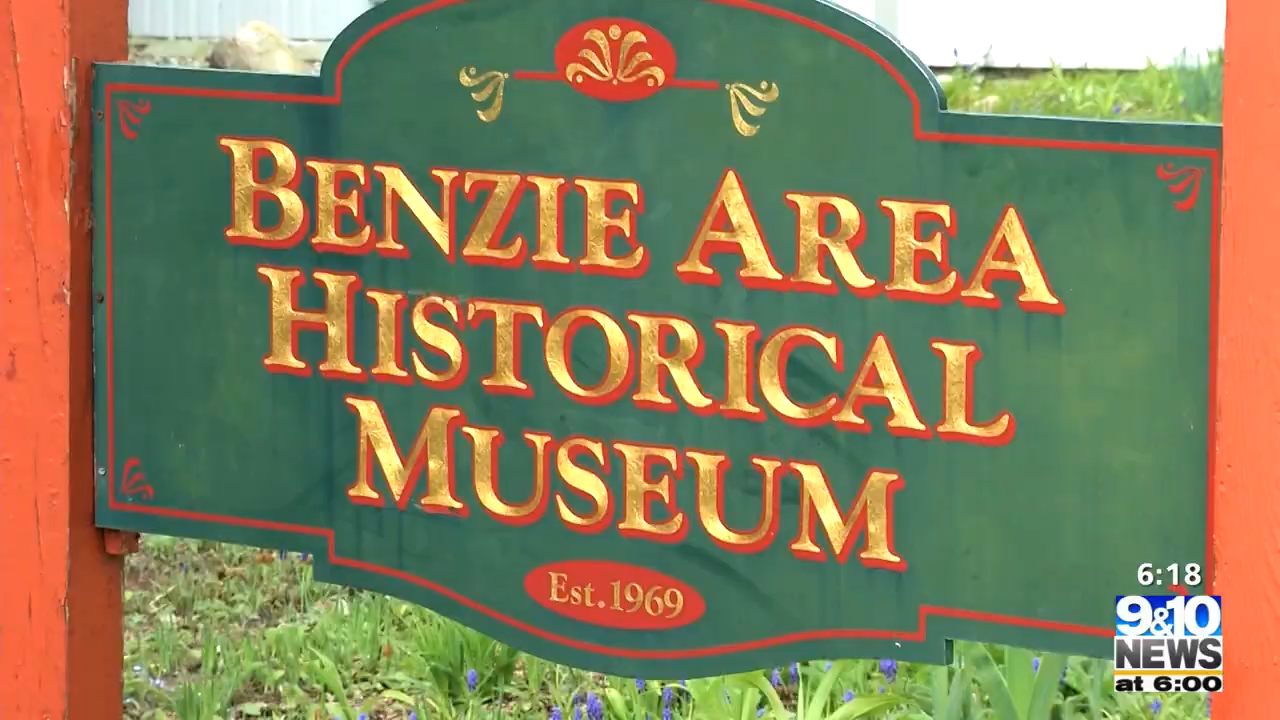 BENZIE AREA
HISTORICAL
MUSEUM
Est. 1969
6:18
9&10
NEWS
at 6:00